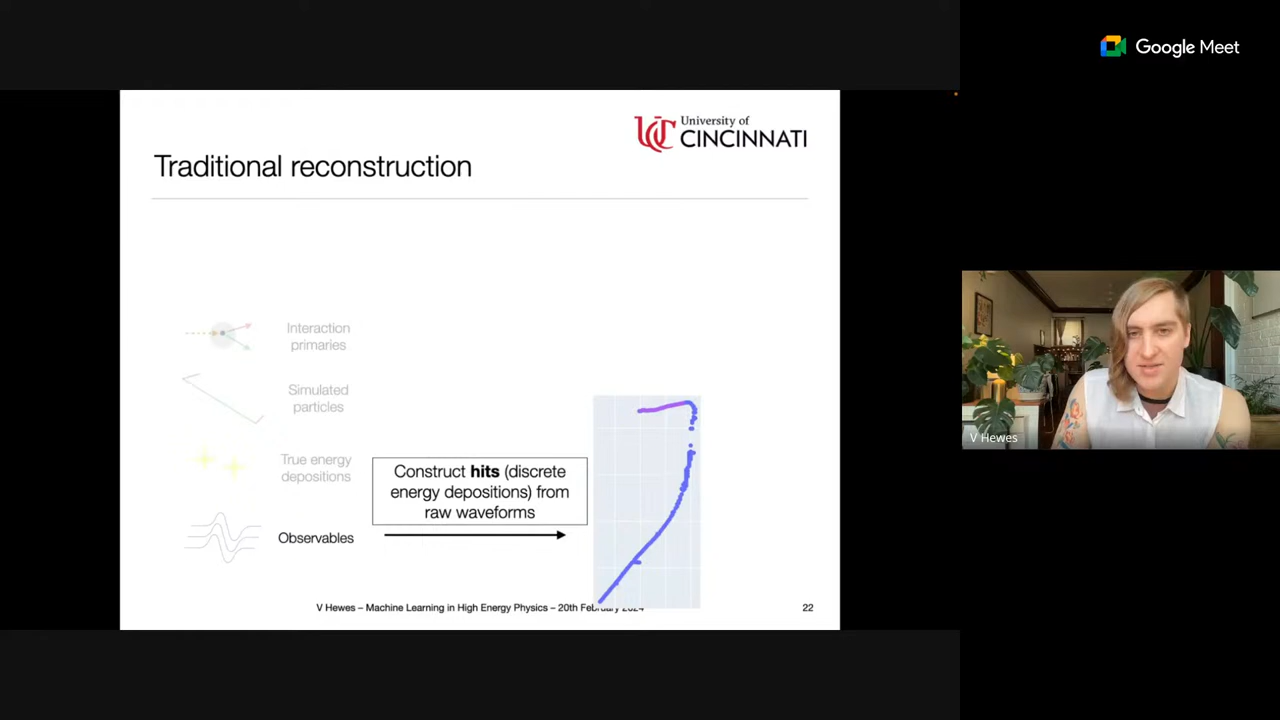 Google Meet
University of
CINCINNATI
Traditional reconstruction
Interaction
primaries
Simulated
particles
True energy
depositions
Construct hits (discrete
energy depositions) from
raw waveforms
Observables
V Hewes – Machine Learning in High Energy Physics – 20th February 2024
22
V Hewes